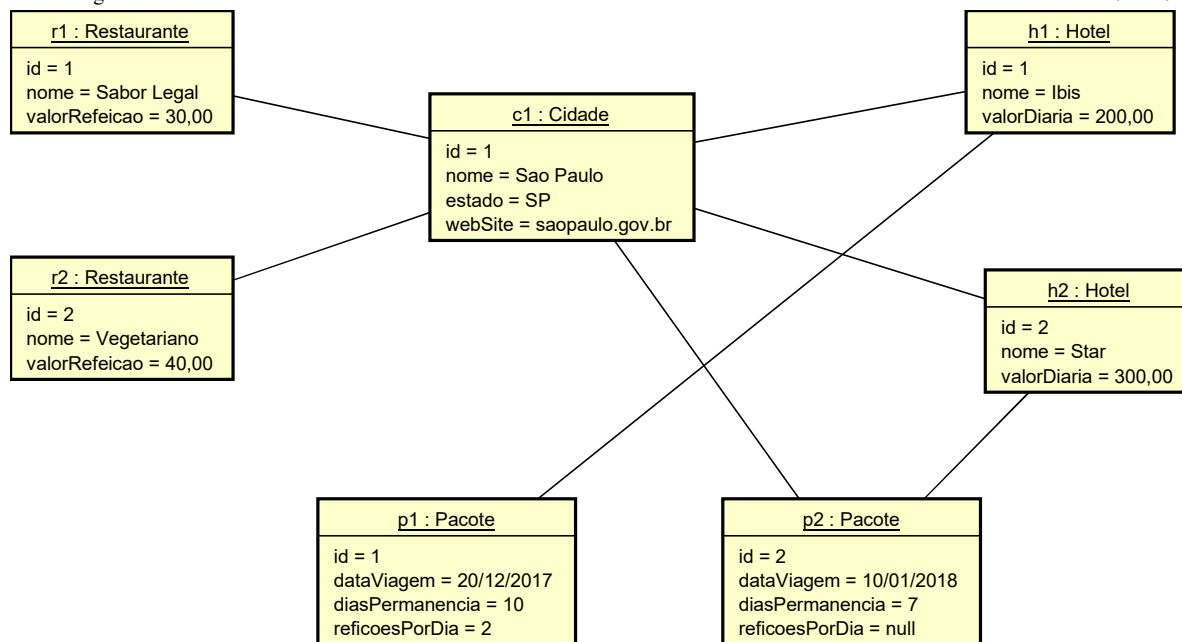 r1 : Restaurante
id = 1
nome = Sabor Legal
valorRefeicao = 30,00
h1 : Hotel
id = 1
nome = Ibis
valorDiaria = 200,00
c1 : Cidade
id = 1
nome = Sao Paulo
estado = SP
webSite = saopaulo.gov.br
r2 : Restaurante
id = 2
nome = Vegetariano
valorRefeicao = 40,00
h2 : Hotel
id = 2
nome = Star
valorDiaria = 300,00
p1 : Pacote
id = 1
dataViagem = 20/12/2017
diasPermanencia = 10
reficoesPorDia = 2
p2 : Pacote
id = 2
dataViagem = 10/01/2018
diasPermanencia = 7
reficoesPorDia = null